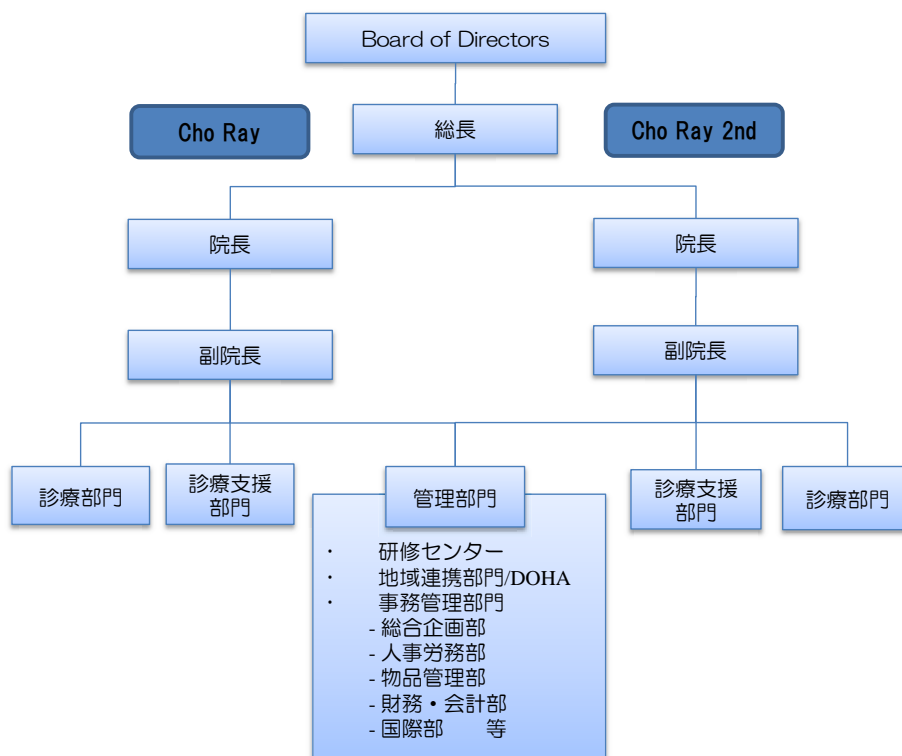 Board of Directors
Cho Ray
総長
Cho Ray 2nd
院長
院長
副院長
副院長
診療部門
診療支援
部門
管理部門
診療支援
部門
診療部門
・ 研修センター
・ 地域連携部門/DOHA
・ 事務管理部門
- 総合企画部
- 人事労務部
- 物品管理部
- 財務・会計部
- 国際部　　等